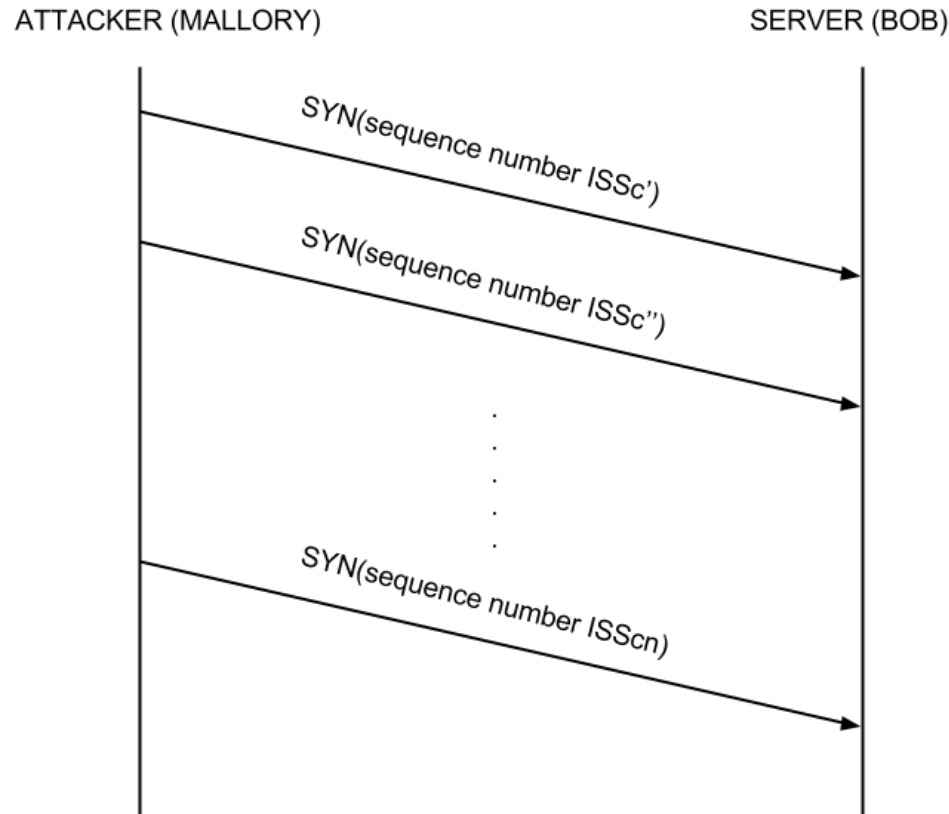 ATTACKER (MALLORY)
SERVER (BOB)
SYN(sequence number ISSc’)
SYN(sequence number ISSc’’)
.
.
.
.
.
SYN(sequence number ISScn)